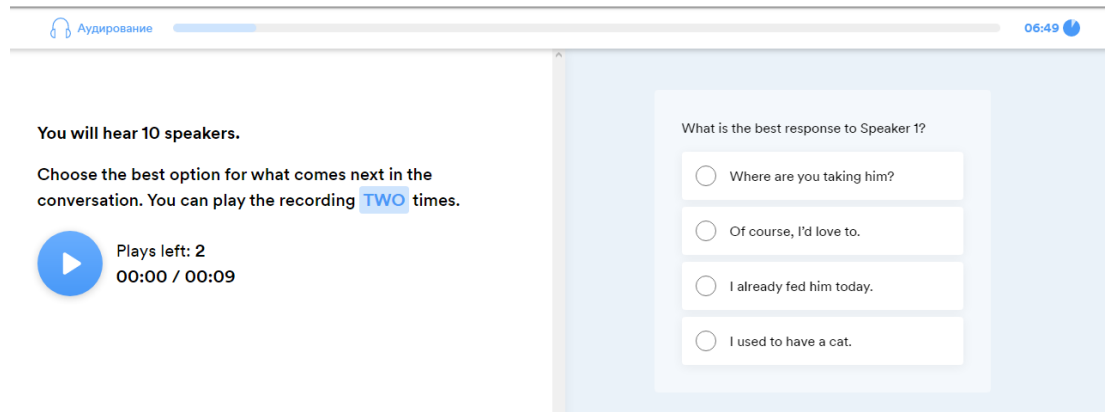 Аудирование
06:49
You will hear 10 speakers.
Choose the best option for what comes next in the
conversation. You can play the recording TWO times.
Plays left: 2
00:00 / 00:09
What is the best response to Speaker 1?
Where are you taking him?
Of course, I'd love to.
I already fed him today.
I used to have a cat.